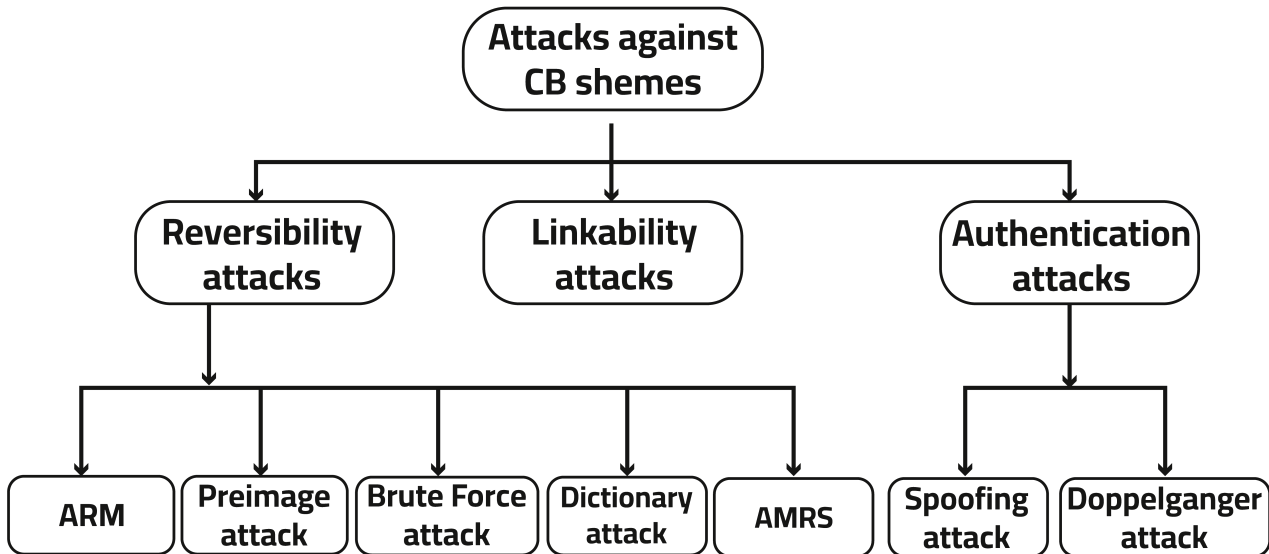 Attacks against
CB shemes
Reversibility
attacks
Linkability
attacks
Authentication
attacks
ARM
Preimage
attack
Brute Force
attack
Dictionary
attack
AMRS
Spoofing
attack
Doppelganger
attack